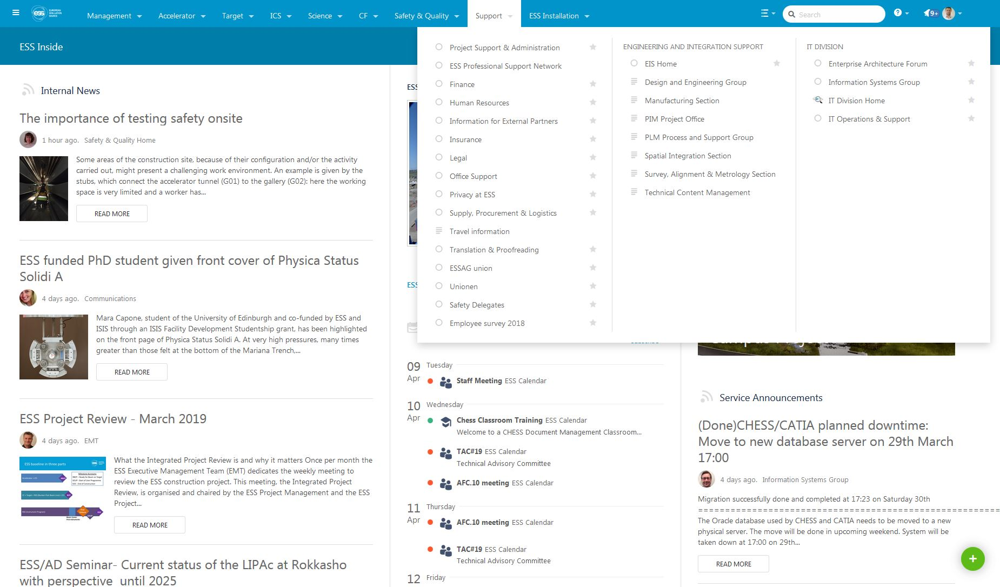 ess EUROPEAN SPALLATION SOURCE
Management
Accelerator
Target
ICS
Science
CF
Safety & Quality
Support
ESS Installation
Search
9+
ESS Inside
Internal News
The importance of testing safety onsite
1 hour ago. Safety & Quality Home
Some areas of the construction site, because of their configuration and/or the activity
carried out, might present a challenging work environment. An example is given by the
stubs, which connect the accelerator tunnel (G01) to the gallery (G02): here the working
space is very limited and a worker has...
READ MORE
ESS funded PhD student given front cover of Physica Status
Solidi A
4 days ago. Communications
Mara Capone, student of the University of Edinburgh and co-funded by ESS and
ISIS through an ISIS Facility Development Studentship grant, has been highlighted
on the front page of Physica Status Solidi A. At very high pressures, many times
greater than those felt at the bottom of the Mariana Trench,...
READ MORE
ESS Project Review - March 2019
4 days ago. EMT
ESS baseline in three parts
What the Integrated Project Review is and why it matters Once per month the
ESS Executive Management Team (EMT) dedicates the weekly meeting to
review the ESS construction project. This meeting, the Integrated Project
Review, is organised and chaired by the ESS Project Management and the ESS
Project...
READ MORE
ESS/AD Seminar- Current status of the LIPAc at Rokkasho
with perspective until 2025
ESS
ESS
Project Support & Administration
ESS Professional Support Network
Finance
Human Resources
Information for External Partners
Insurance
Legal
Office Support
Privacy at ESS
Supply, Procurement & Logistics
Travel information
Translation & Proofreading
ESSAG union
Unionen
Safety Delegates
Employee survey 2018
ENGINEERING AND INTEGRATION SUPPORT
EIS Home
Design and Engineering Group
Manufacturing Section
PIM Project Office
PLM Process and Support Group
Spatial Integration Section
Survey, Alignment & Metrology Section
Technical Content Management
IT DIVISION
Enterprise Architecture Forum
Information Systems Group
IT Division Home
IT Operations & Support
09 Tuesday
Apr
Staff Meeting ESS Calendar
10 Wednesday
Apr
Chess Classroom Training ESS Calendar
Welcome to a CHESS Document Management Classroom...
TAC#19 ESS Calendar
Technical Advisory Committee
AFC.10 meeting ESS Calendar
11 Thursday
Apr
AFC.10 meeting ESS Calendar
TAC#19 ESS Calendar
Technical Advisory Committee
12 Friday
Service Announcements
(Done)CHESS/CATIA planned downtime:
Move to new database server on 29th March
17:00
4 days ago. Information Systems Group
Migration successfully done and completed at 17:23 on Saturday 30th
========================================================
The Oracle database used by CHESS and CATIA needs to be moved to a new
physical server. The move will be done in upcoming weekend. System will be
taken down at 17:00 on 29th...
READ MORE